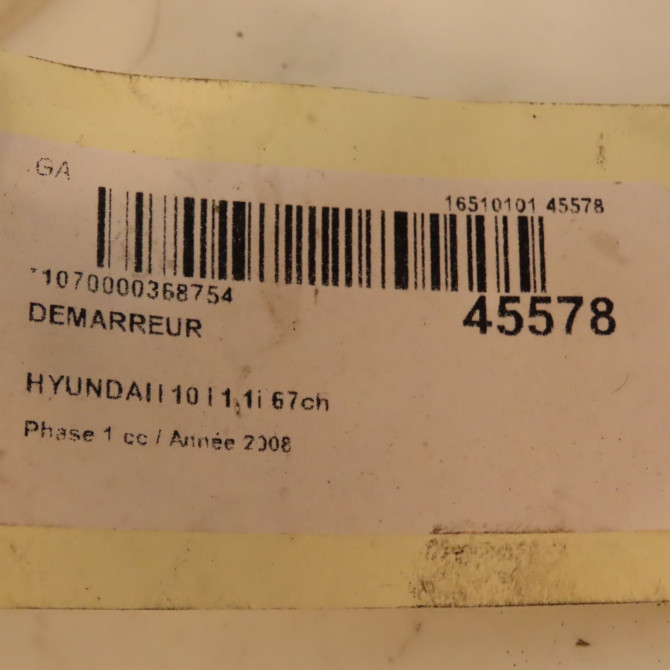 GA
16510101 45578
*1070000368754
45578
DEMARREUR
HYUNDAI I 10 I 1.1i 67ch
Phase 1 cc / Année 2008